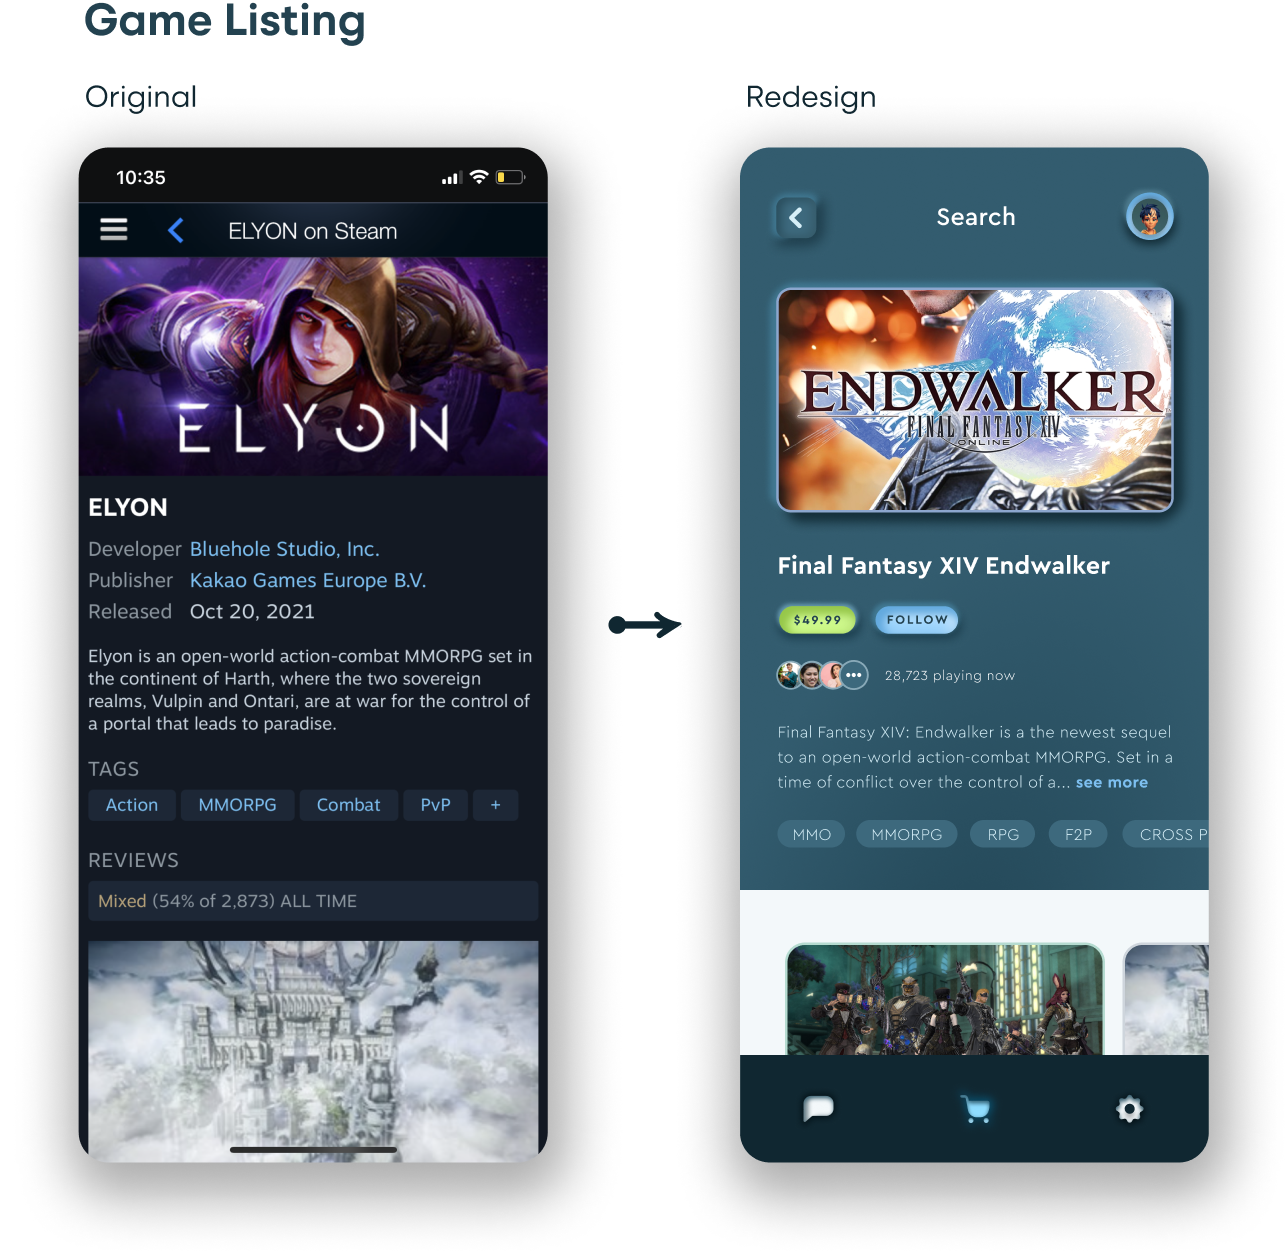 Game Listing
Original
Redesign
10:35
ELYON on Steam
ELYON
ELYON
Developer Bluehole Studio, Inc.
Publisher Kakao Games Europe B.V.
Released Oct 20, 2021
Elyon is an open-world action-combat MMORPG set in
the continent of Harth, where the two sovereign
realms, Vulpin and Ontari, are at war for the control of
a portal that leads to paradise.
TAGS
Action MMORPG Combat PvP +
REVIEWS
Mixed (54% of 2,873) ALL TIME
Search
ENDWALKER
FINAL FANTASY XIV
ONLINE
Final Fantasy XIV Endwalker
$49.99 FOLLOW
28,723 playing now
Final Fantasy XIV: Endwalker is a the newest sequel
to an open-world action-combat MMORPG. Set in a
time of conflict over the control of a... see more
MMO MMORPG RPG F2P CROSS P